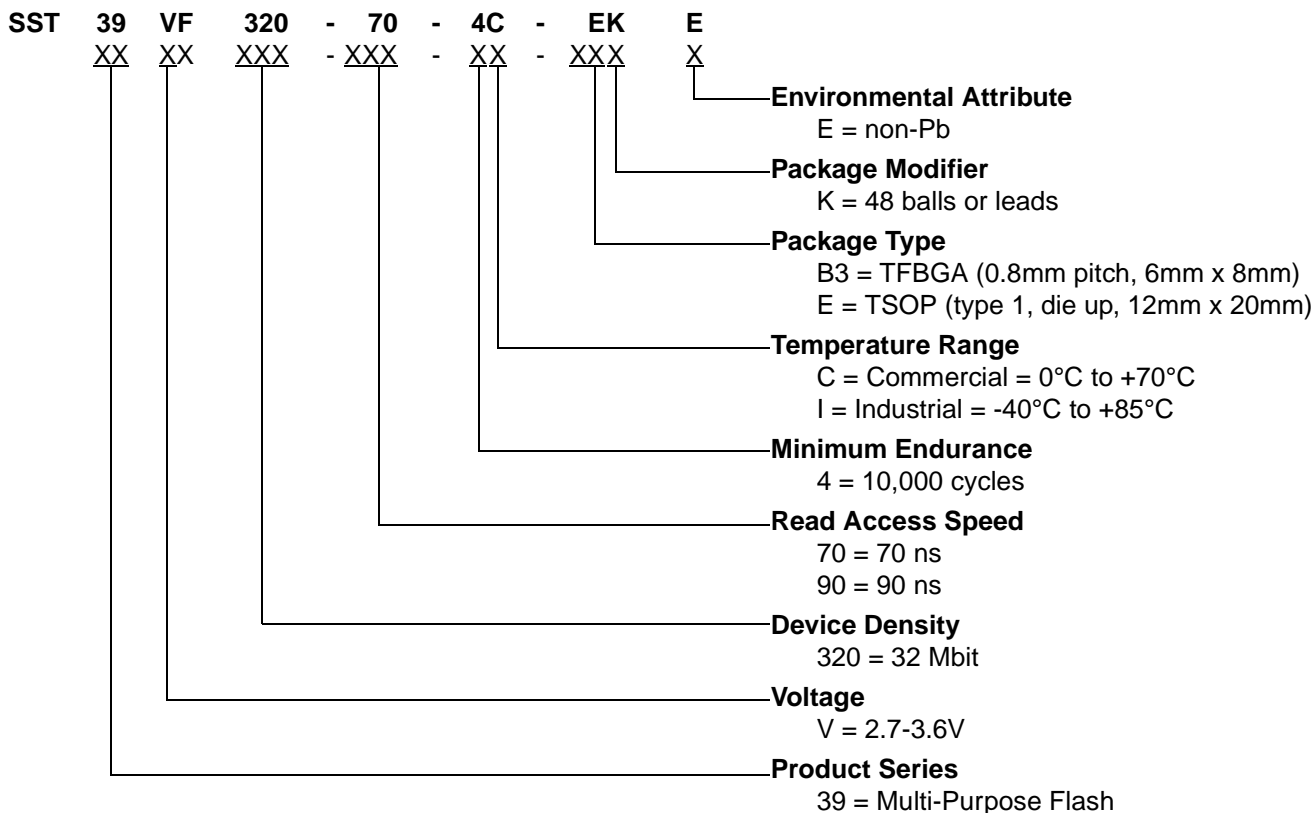 SST 39 VF 320 - 70 - 4C - EK E
XX XX XXX - XXX - XX - XXX X
Environmental Attribute
E = non-Pb
Package Modifier
K = 48 balls or leads
Package Type
B3 = TFBGA (0.8mm pitch, 6mm x 8mm)
E = TSOP (type 1, die up, 12mm x 20mm)
Temperature Range
C = Commercial = 0°C to +70°C
I = Industrial = -40°C to +85°C
Minimum Endurance
4 = 10,000 cycles
Read Access Speed
70 = 70 ns
90 = 90 ns
Device Density
320 = 32 Mbit
Voltage
V = 2.7-3.6V
Product Series
39 = Multi-Purpose Flash